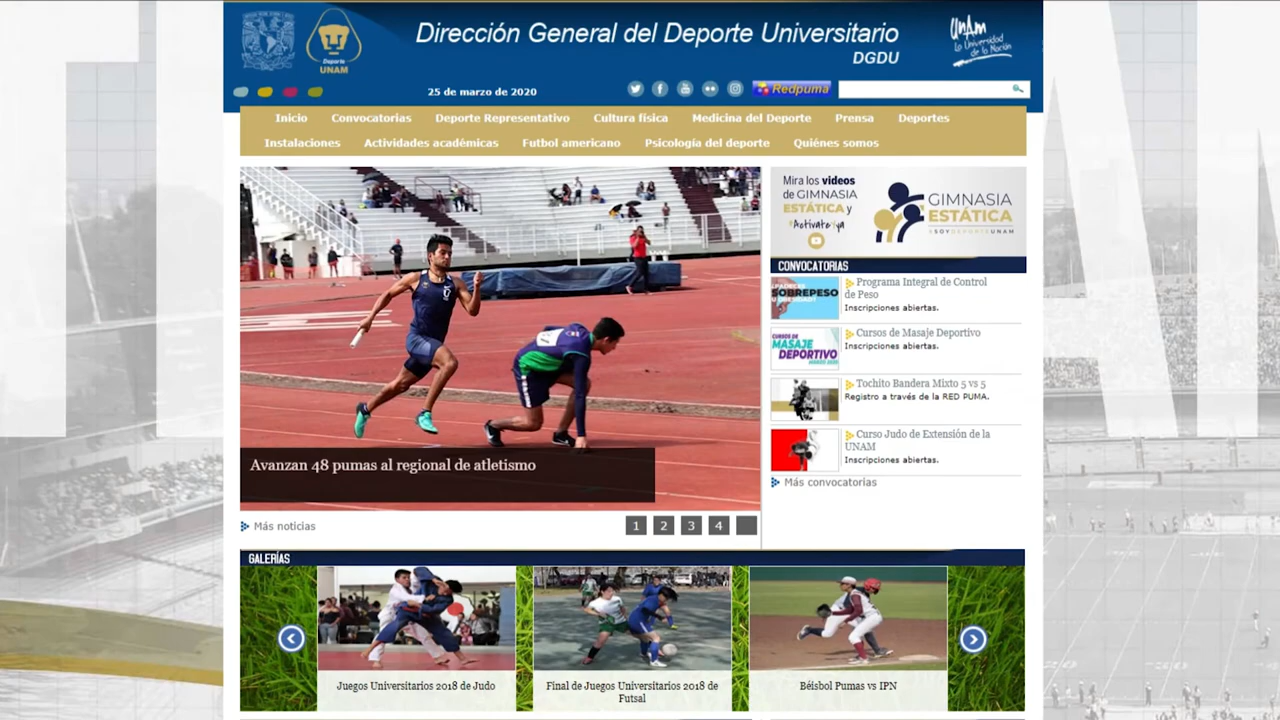 Dirección General del Deporte Universitario
DGDU
Deporte
UNAM
UNAM
La Universidad
de la Nación
25 de marzo de 2020
Redpuma
Inicio Convocatorias Deporte Representativo Cultura física Medicina del Deporte Prensa Deportes
Instalaciones Actividades académicas Futbol americano Psicología del deporte Quiénes somos
Mira los videos
de GIMNASIA
ESTÁTICA y
#Activateya
GIMNASIA
ESTÁTICA
#SOYDEPORTEUNAM
CONVOCATORIAS
SOBREPESO
Programa Integral de Control
de Peso
Inscripciones abiertas.
CURSOS DE
MASAJE
DEPORTIVO
Cursos de Masaje Deportivo
Inscripciones abiertas.
Tochito Bandera Mixto 5 vs 5
Registro a través de la RED PUMA.
Curso Judo de Extensión de la
UNAM
Inscripciones abiertas.
Más convocatorias
Avanzan 48 pumas al regional de atletismo
Más noticias
1 2 3 4
GALERÍAS
Juegos Universitarios 2018 de Judo
Final de Juegos Universitarios 2018 de
Futsal
Béisbol Pumas vs IPN